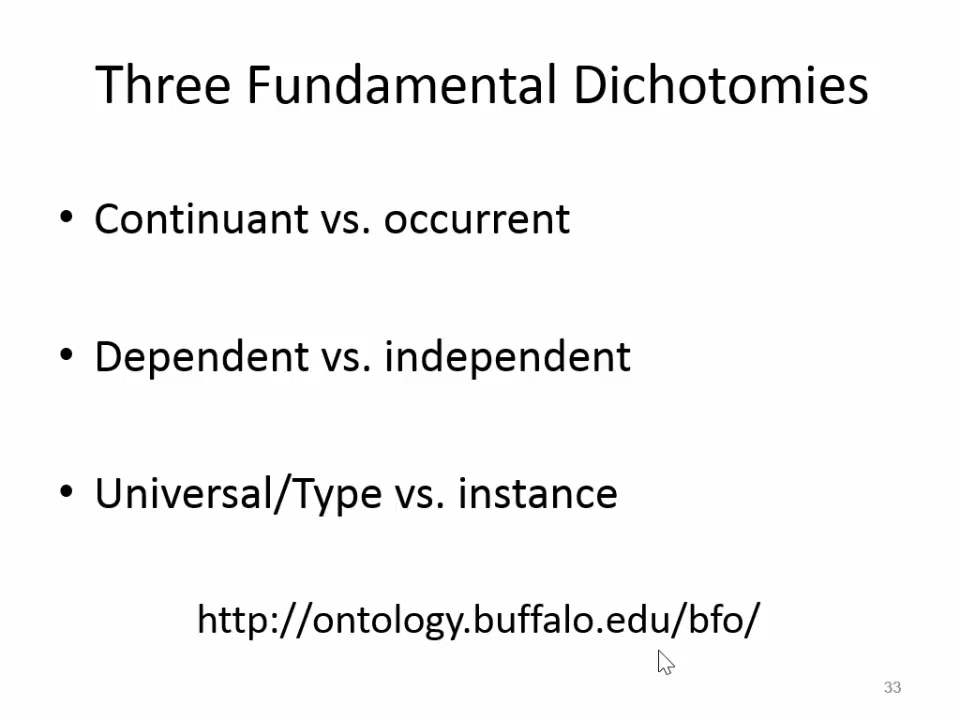 Three Fundamental Dichotomies
• Continuant vs. occurrent
• Dependent vs. independent
• Universal/Type vs. instance
http://ontology.buffalo.edu/bfo/
33